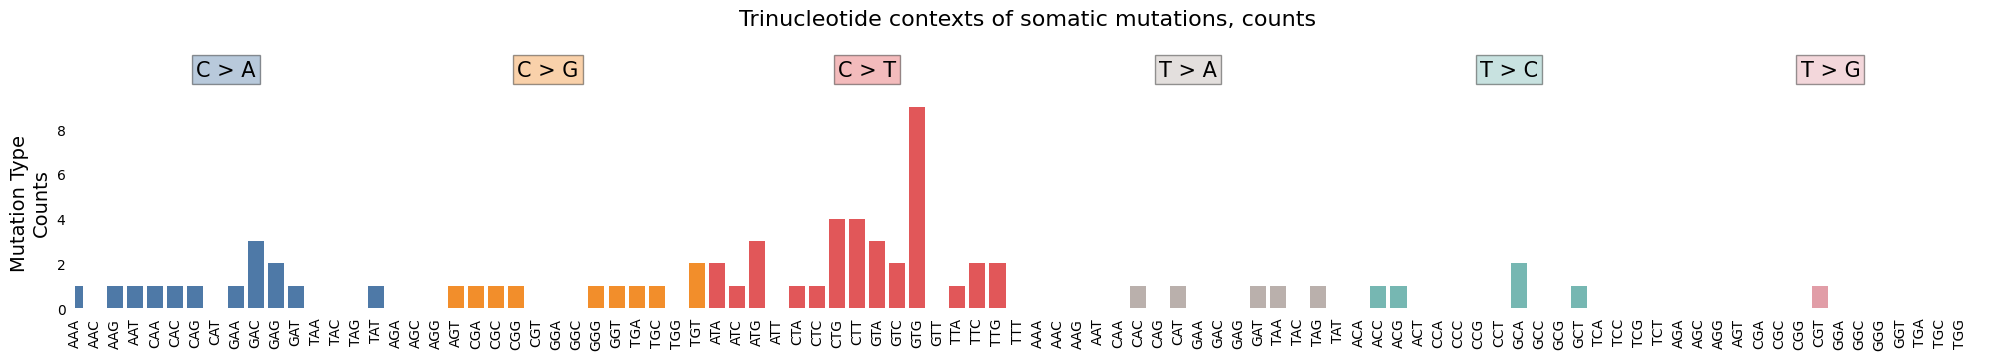 Trinucleotide contexts of somatic mutations, counts
C > A C > G C > T T > A T > C T > G
Mutation Type
Counts
8
6
4
2
0
AAA AAC AAG AAT CAA CAC CAG CAT GAA GAC GAG GAT TAA TAC TAG TAT AGA AGC AGG AGT CGA CGC CGG CGT GGA GGC GGG GGT TGA TGC TGG TGT ATA ATC ATG ATT CTA CTC CTG CTT GTA GTC GTG GTT TTA TTC TTG TTT AAA AAC AAG AAT CAA CAC CAG CAT GAA GAC GAG GAT TAA TAC TAG TAT ACA ACC ACG ACT CCA CCC CCG CCT GCA GCC GCG GCT TCA TCC TCG TCT AGA AGC AGG AGT CGA CGC CGG CGT GGA GGC GGG GGT TGA TGC TGG